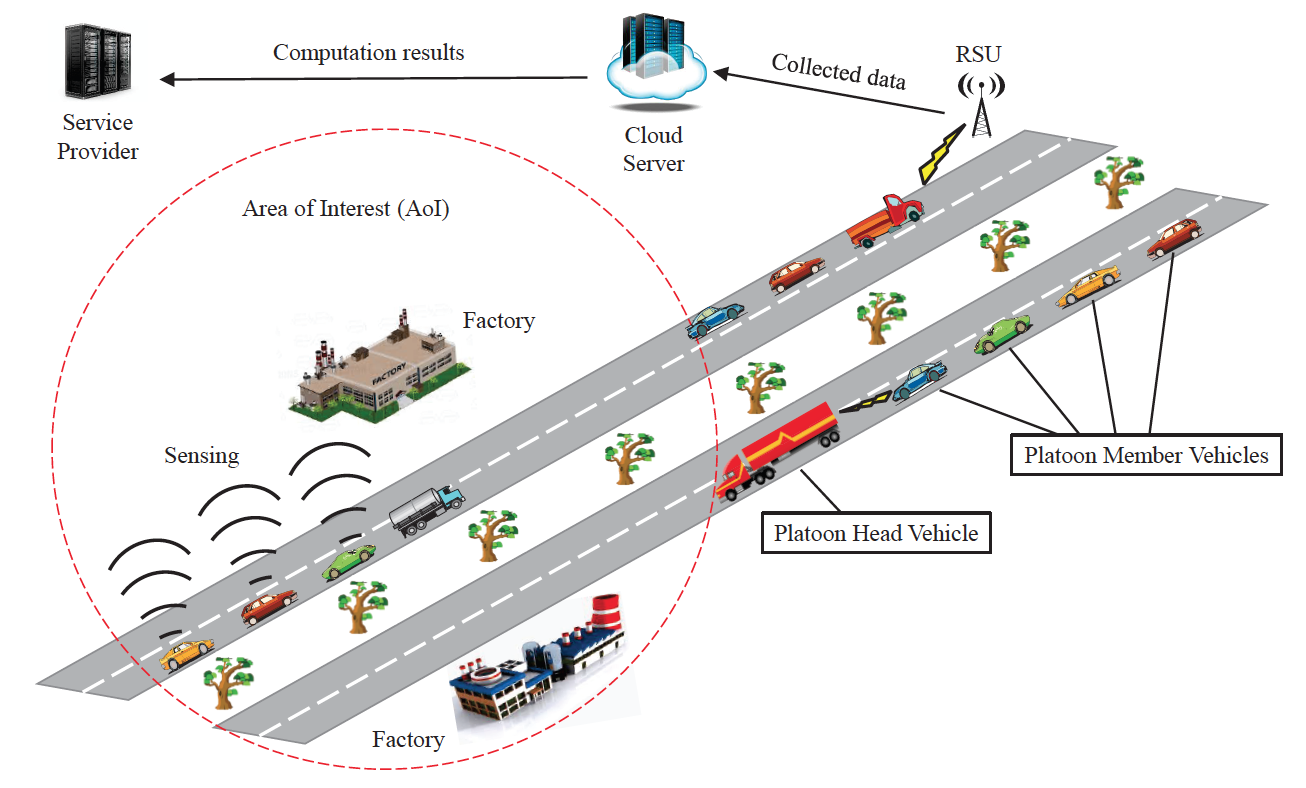 Computation results
Collected data
RSU
Service
Provider
Cloud
Server
Area of Interest (AoI)
Factory
FACTORY
Sensing
Platoon Member Vehicles
Platoon Head Vehicle
Factory